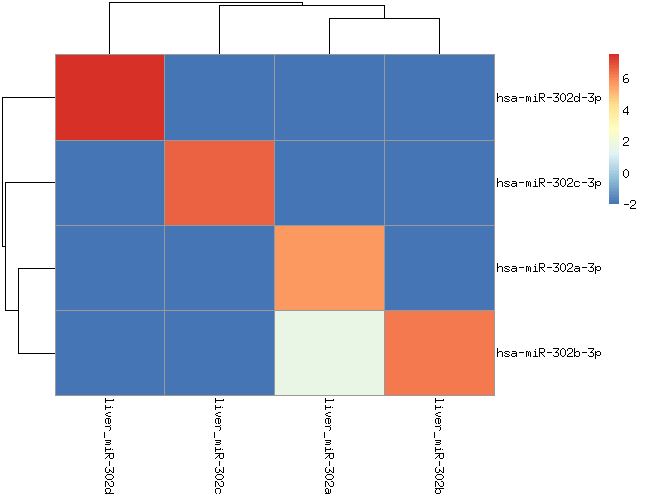 hsa-miR-302d-3p
hsa-miR-302c-3p
hsa-miR-302a-3p
hsa-miR-302b-3p
6
4
2
0
-2
liver_miR-302d
liver_miR-302c
liver_miR-302a
liver_miR-302b